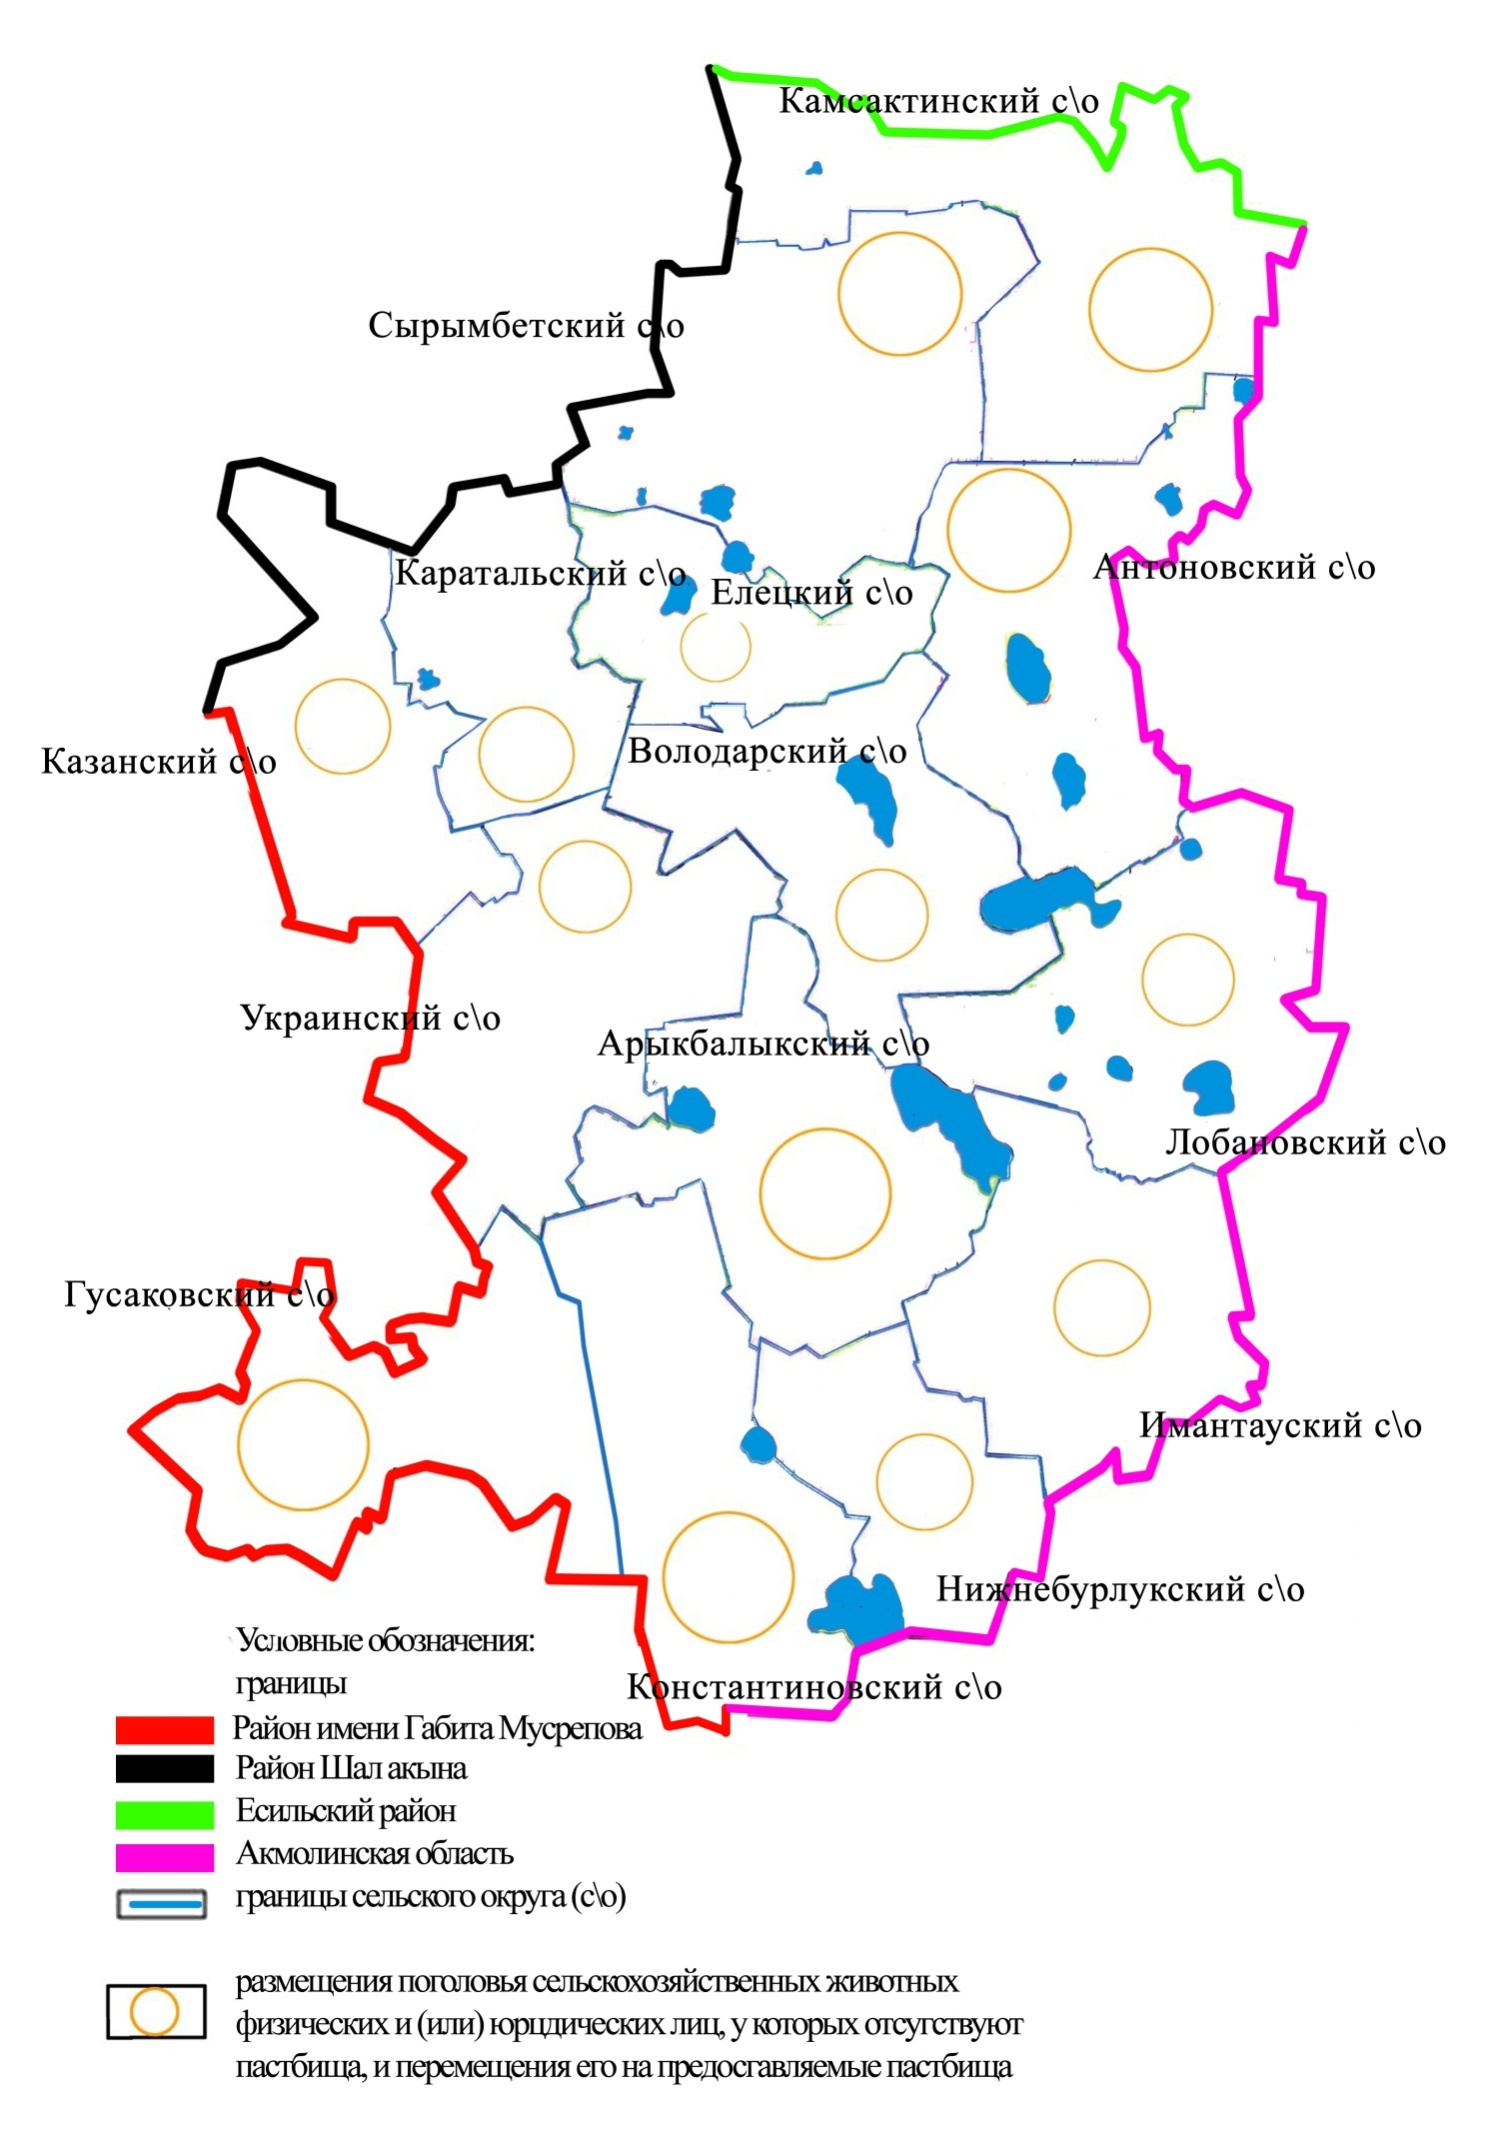 Камсактинский с\о
Сырымбетский с\о
Каратальский с\о
Елецкий с\о
Антоновский с\о
Казанский с\о
Володарский с\о
Украинский с\о
Арыкбалыкский с\о
Лобановский с\о
Гусаковский с\о
Имантауский с\о
Нижнебурлукский с\о
Константиновский с\о
Условные обозначения:
границы
Район имени Габита Мусрепова
Район Шал акына
Есильский район
Акмолинская область
границы сельского округа (с\о)
размещения поголовья сельскохозяйственных животных
физических и (или) юрцдических лиц, у которых отсугствуют
пастбища, и перемещения его на предосгавляемые пастбища